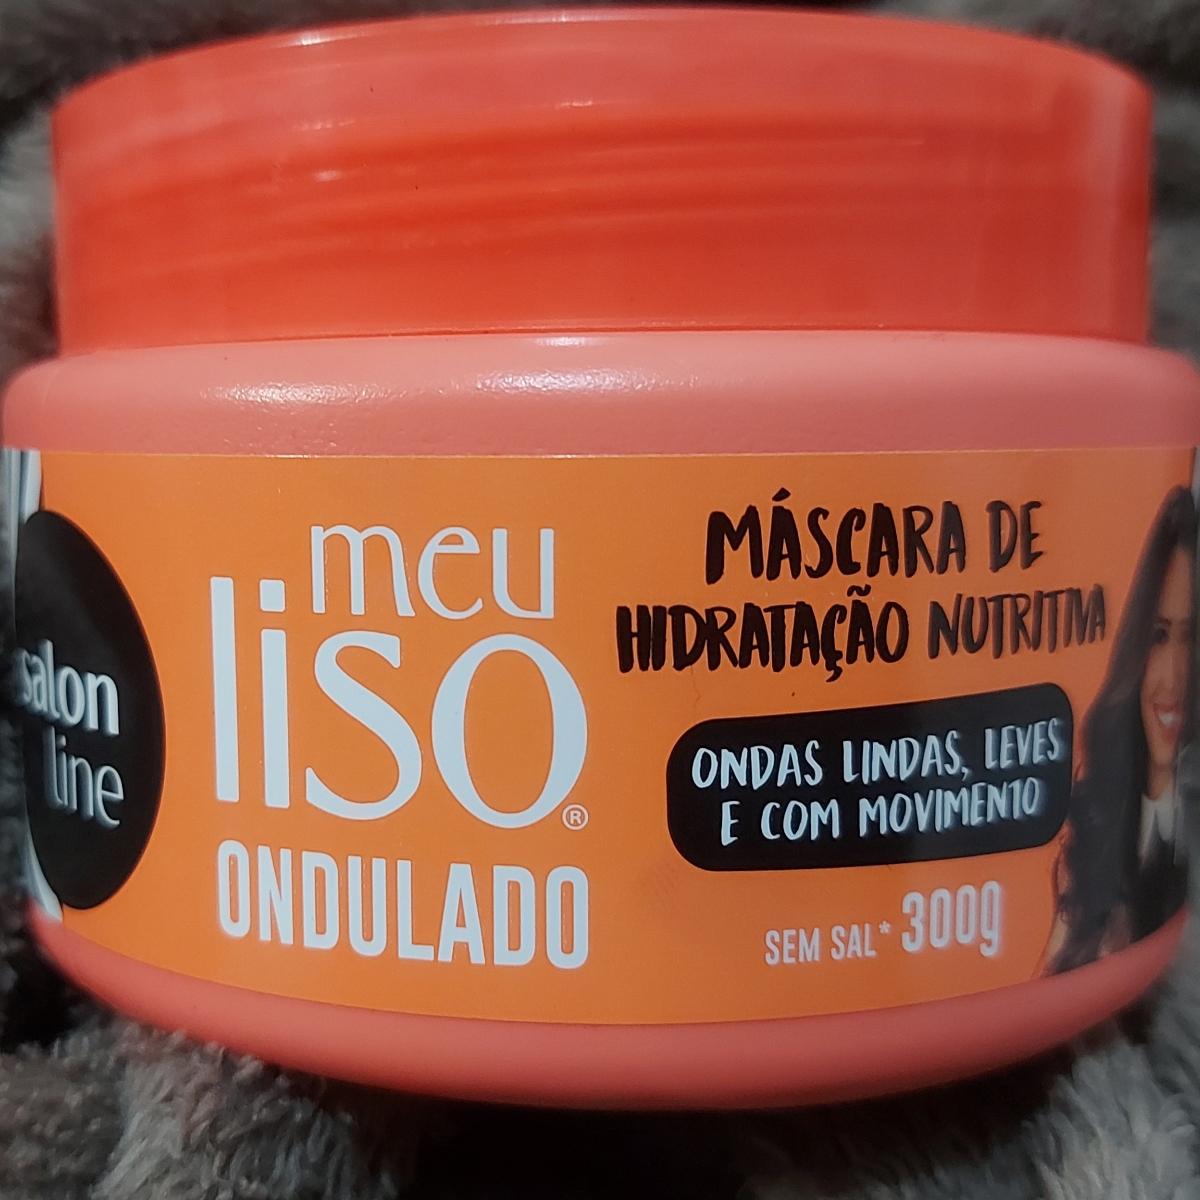 salon
line
meu
liso®
ONDULADO
MÁSCARA DE
HIDRATAÇÃO NUTRITIVA
ONDAS LINDAS, LEVES
E COM MOVIMENTO
SEM SAL* 300g